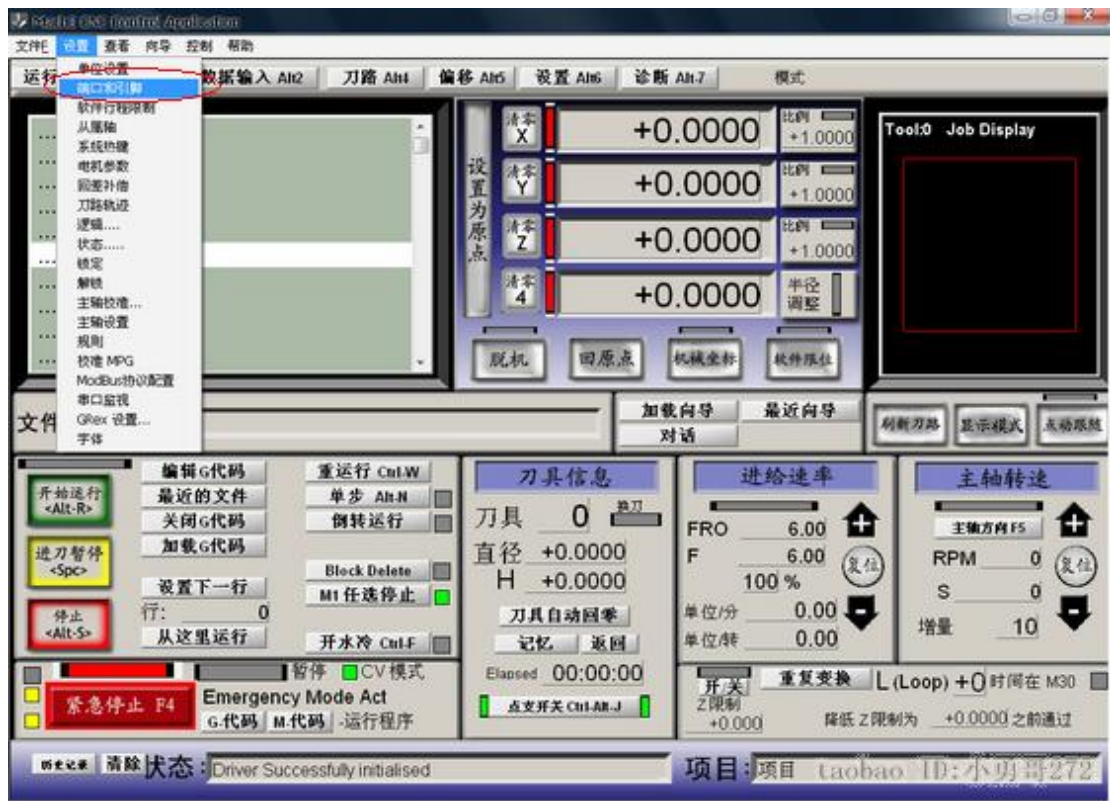 Mach3 CNC Control Application
文件E 设置 查看 向导 控制 帮助
数据输入 Alt2 刀路 Alt4 偏移 Alt5 设置 Alt6 诊断 Alt-7 模式
单位设置
端口和引脚
软件行程限制
从属轴
系统热键
电机参数
回差补偿
刀路轨迹
逻辑....
状态.....
锁定
解锁
主轴校准...
主轴设置
规则
校准 MPG
ModBus协议配置
串口监视
GRex 设置...
字体
设置为原点
清零 X +0.0000 比例 +1.0000
清零 Y +0.0000 比例 +1.0000
清零 Z +0.0000 比例 +1.0000
清零 4 +0.0000 半径调整
脱机 回原点 机械坐标 软件限位
Tool:0 Job Display
文件
加载向导 最近向导
对话
刷新刀路 显示模式 点动跟随
开始运行 <Alt-R>
进刀暂停 <Spc>
停止 <Alt-S>
编辑G代码 重运行 Ctrl-W
最近的文件 单步 Alt-N
关闭G代码 倒转运行
加载G代码
Block Delete
设置下一行 M1 任选停止
行: 0
从这里运行 开水冷 Ctrl-F
刀具信息
刀具 0 换刀
直径 +0.0000
H +0.0000
刀具自动回零
记忆 返回
Elapsed 00:00:00
点支开关 Ctrl-Alt-J
进给速率
FRO 6.00
F 6.00 复位
100 %
单位/分 0.00
单位/转 0.00
主轴转速
主轴方向 F5
RPM 0 复位
S 0
增量 10
紧急停止 F4
暂停 CV 模式
Emergency Mode Act
G-代码 M-代码 -运行程序
开/关 重复变换 L (Loop) +0 时间在 M30
Z限制
+0.000 降低 Z 限制为 +0.0000 之前通过
历史记录 清除 状态: Driver Successfully initialised 项目: 项目
taobao ID:小勇哥272